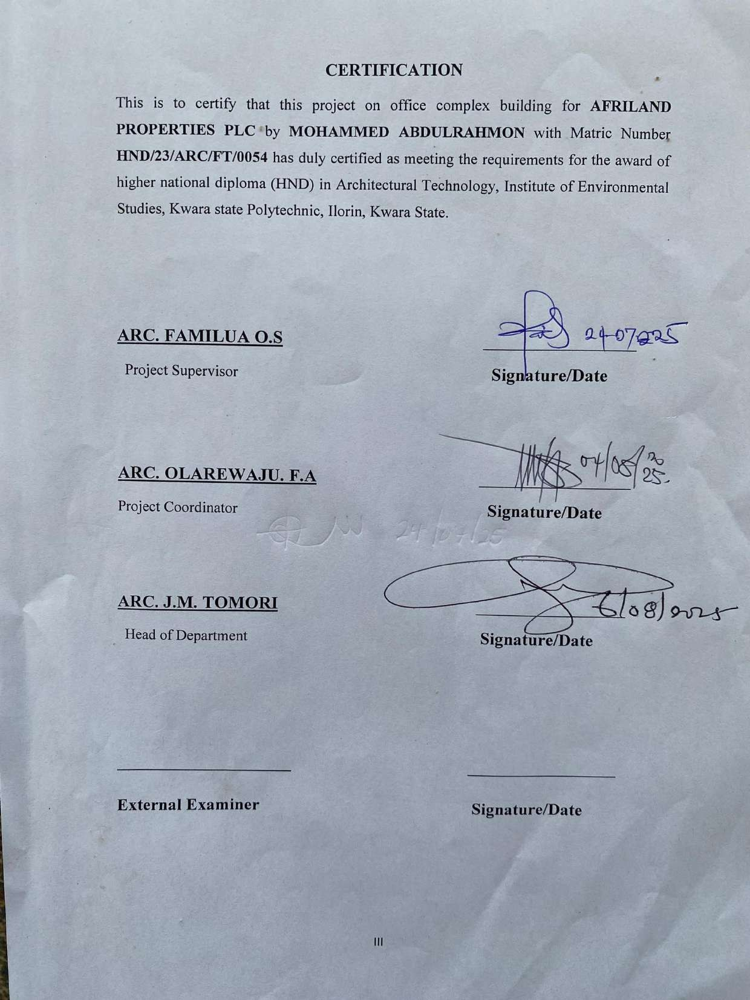 CERTIFICATION
This is to certify that this project on office complex building for AFRILAND
PROPERTIES PLC by MOHAMMED ABDULRAHMON with Matric Number
HND/23/ARC/FT/0054 has duly certified as meeting the requirements for the award of
higher national diploma (HND) in Architectural Technology, Institute of Environmental
Studies, Kwara state Polytechnic, Ilorin, Kwara State.
24-07-2025
ARC. FAMILUA O.S
Project Supervisor
Signature/Date
04/08/2025.
ARC. OLAREWAJU. F.A
Project Coordinator
Signature/Date
24/07/25
ARC. J.M. TOMORI
6/08/2025
Head of Department
Signature/Date
External Examiner
Signature/Date
III